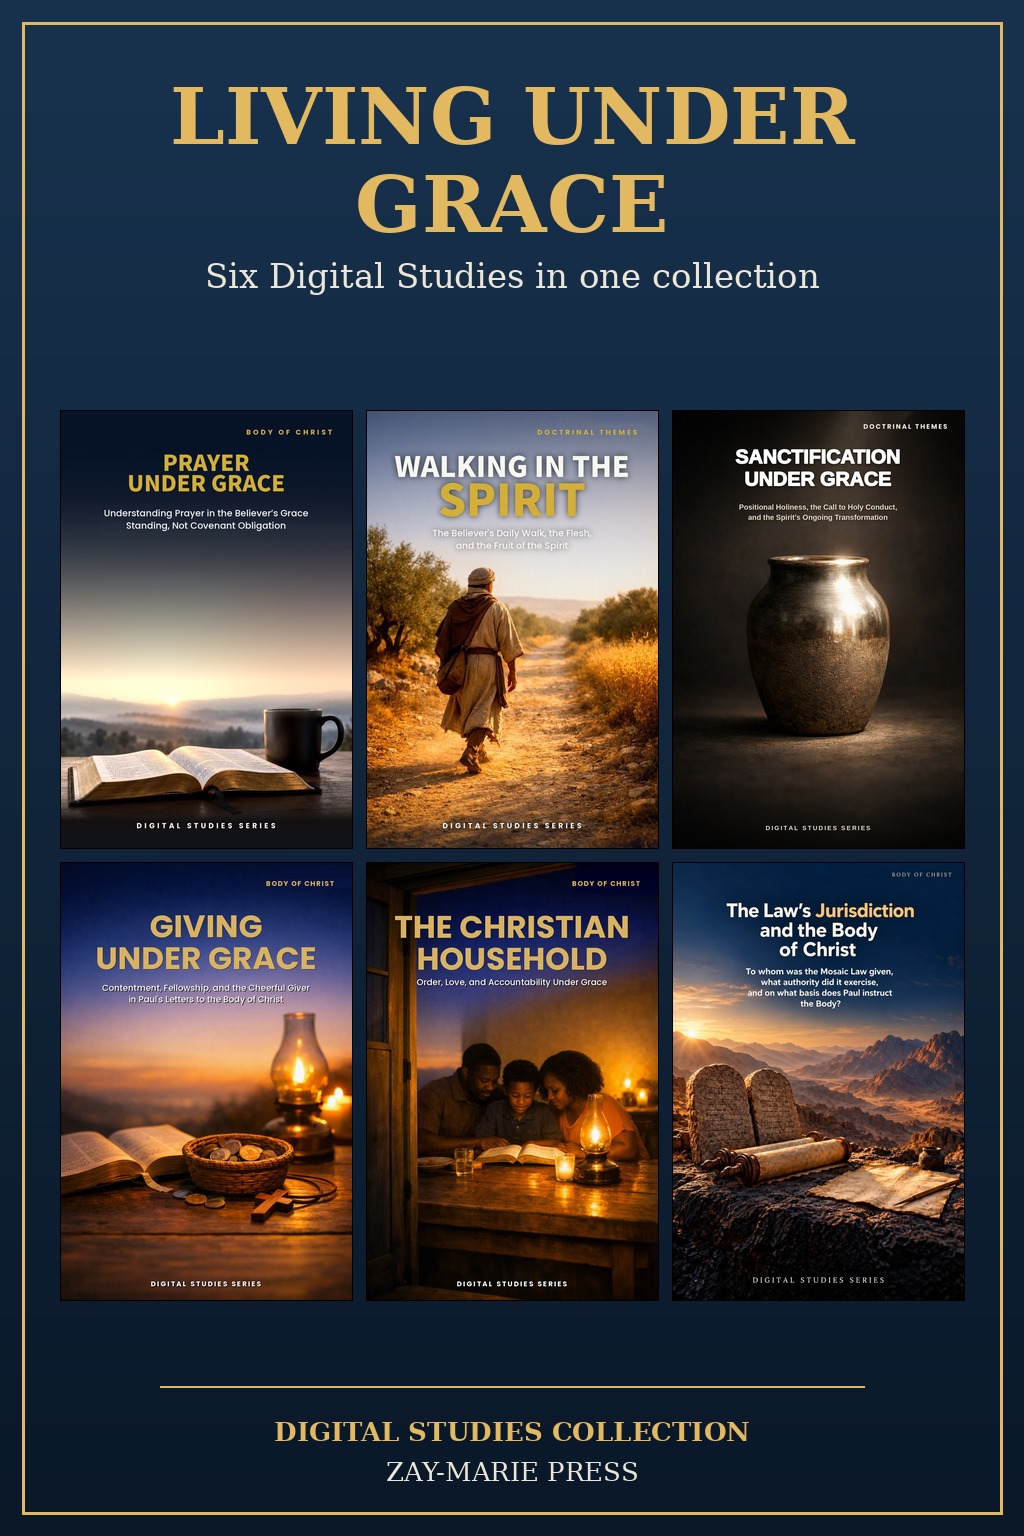 LIVING UNDER
GRACE
Six Digital Studies in one collection
BODY OF CHRIST
PRAYER
UNDER GRACE
Understanding Prayer in the Believer's Grace
Standing, Not Covenant Obligation
DIGITAL STUDIES SERIES
DOCTRINAL THEMES
WALKING IN THE
SPIRIT
The Believer's Daily Walk, the Flesh,
and the Fruit of the Spirit
DIGITAL STUDIES SERIES
DOCTRINAL THEMES
SANCTIFICATION
UNDER GRACE
Positional Holiness, the Call to Holy Conduct,
and the Spirit's Ongoing Transformation
DIGITAL STUDIES SERIES
BODY OF CHRIST
GIVING
UNDER GRACE
Contentment, Fellowship, and the Cheerful Giver
in Paul's Letters to the Body of Christ
DIGITAL STUDIES SERIES
BODY OF CHRIST
THE CHRISTIAN
HOUSEHOLD
Order, Love, and Accountability Under Grace
DIGITAL STUDIES SERIES
BODY OF CHRIST
The Law's Jurisdiction
and the Body
of Christ
To whom was the Mosaic Law given,
what authority did it exercise,
and on what basis does Paul instruct
the Body?
DIGITAL STUDIES SERIES
DIGITAL STUDIES COLLECTION
ZAY-MARIE PRESS